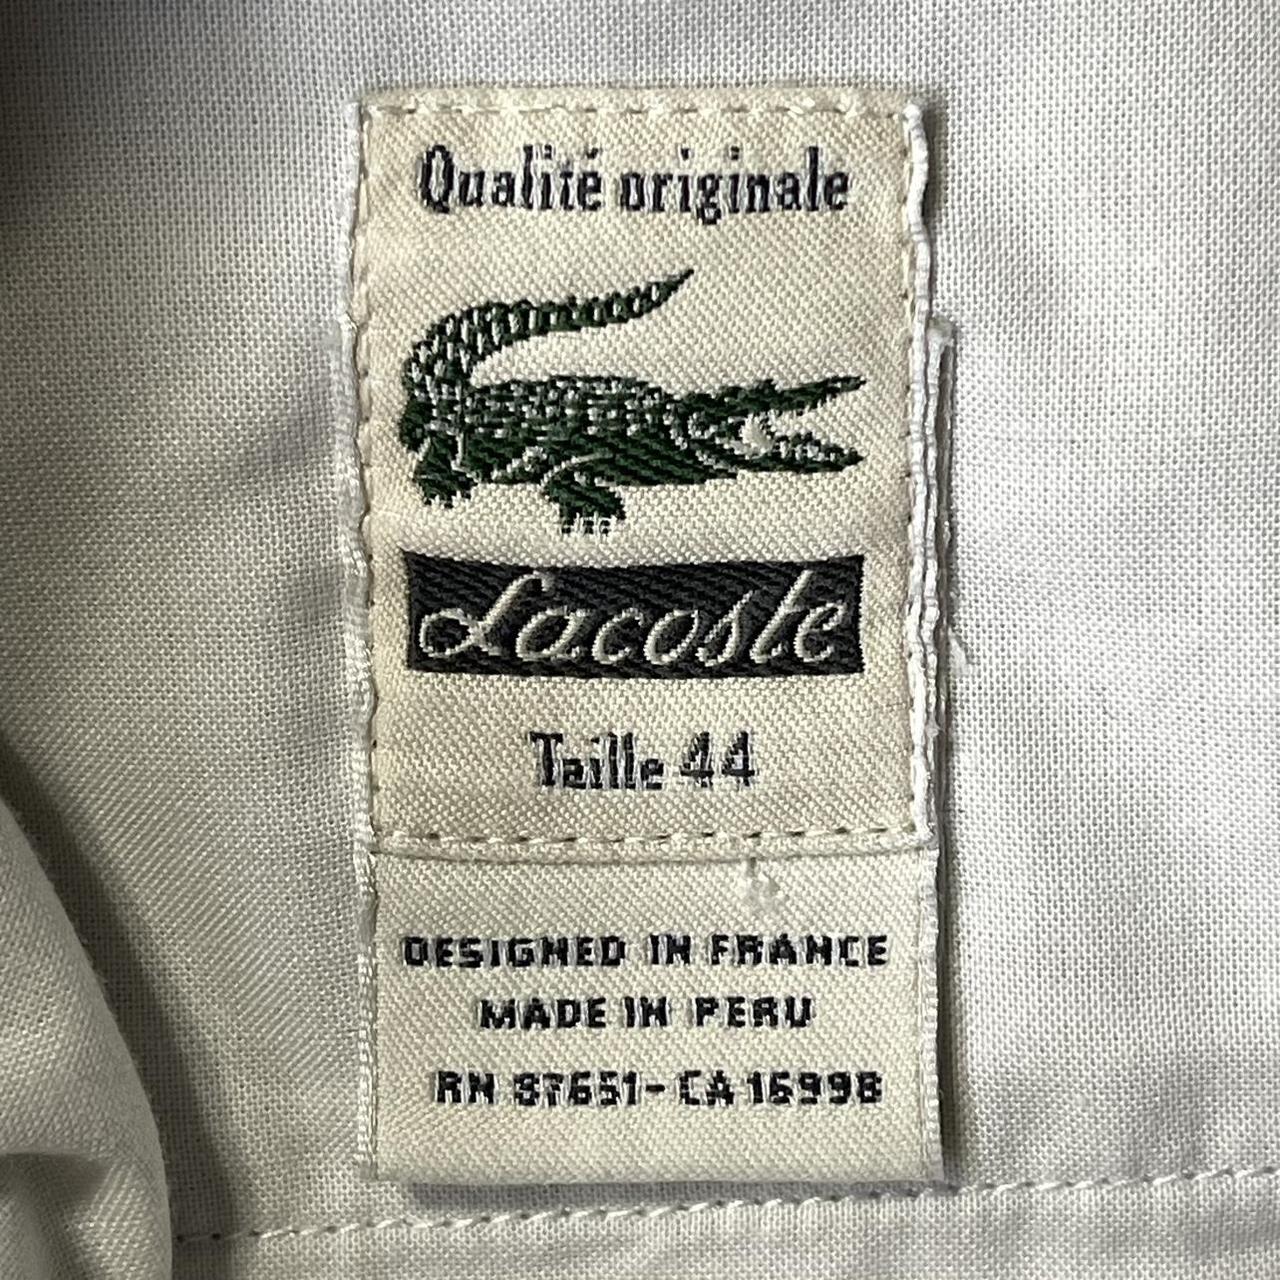 Qualité originale
Lacoste
Taille 44
DESIGNED IN FRANCE
MADE IN PERU
RN 87651-CA 16998